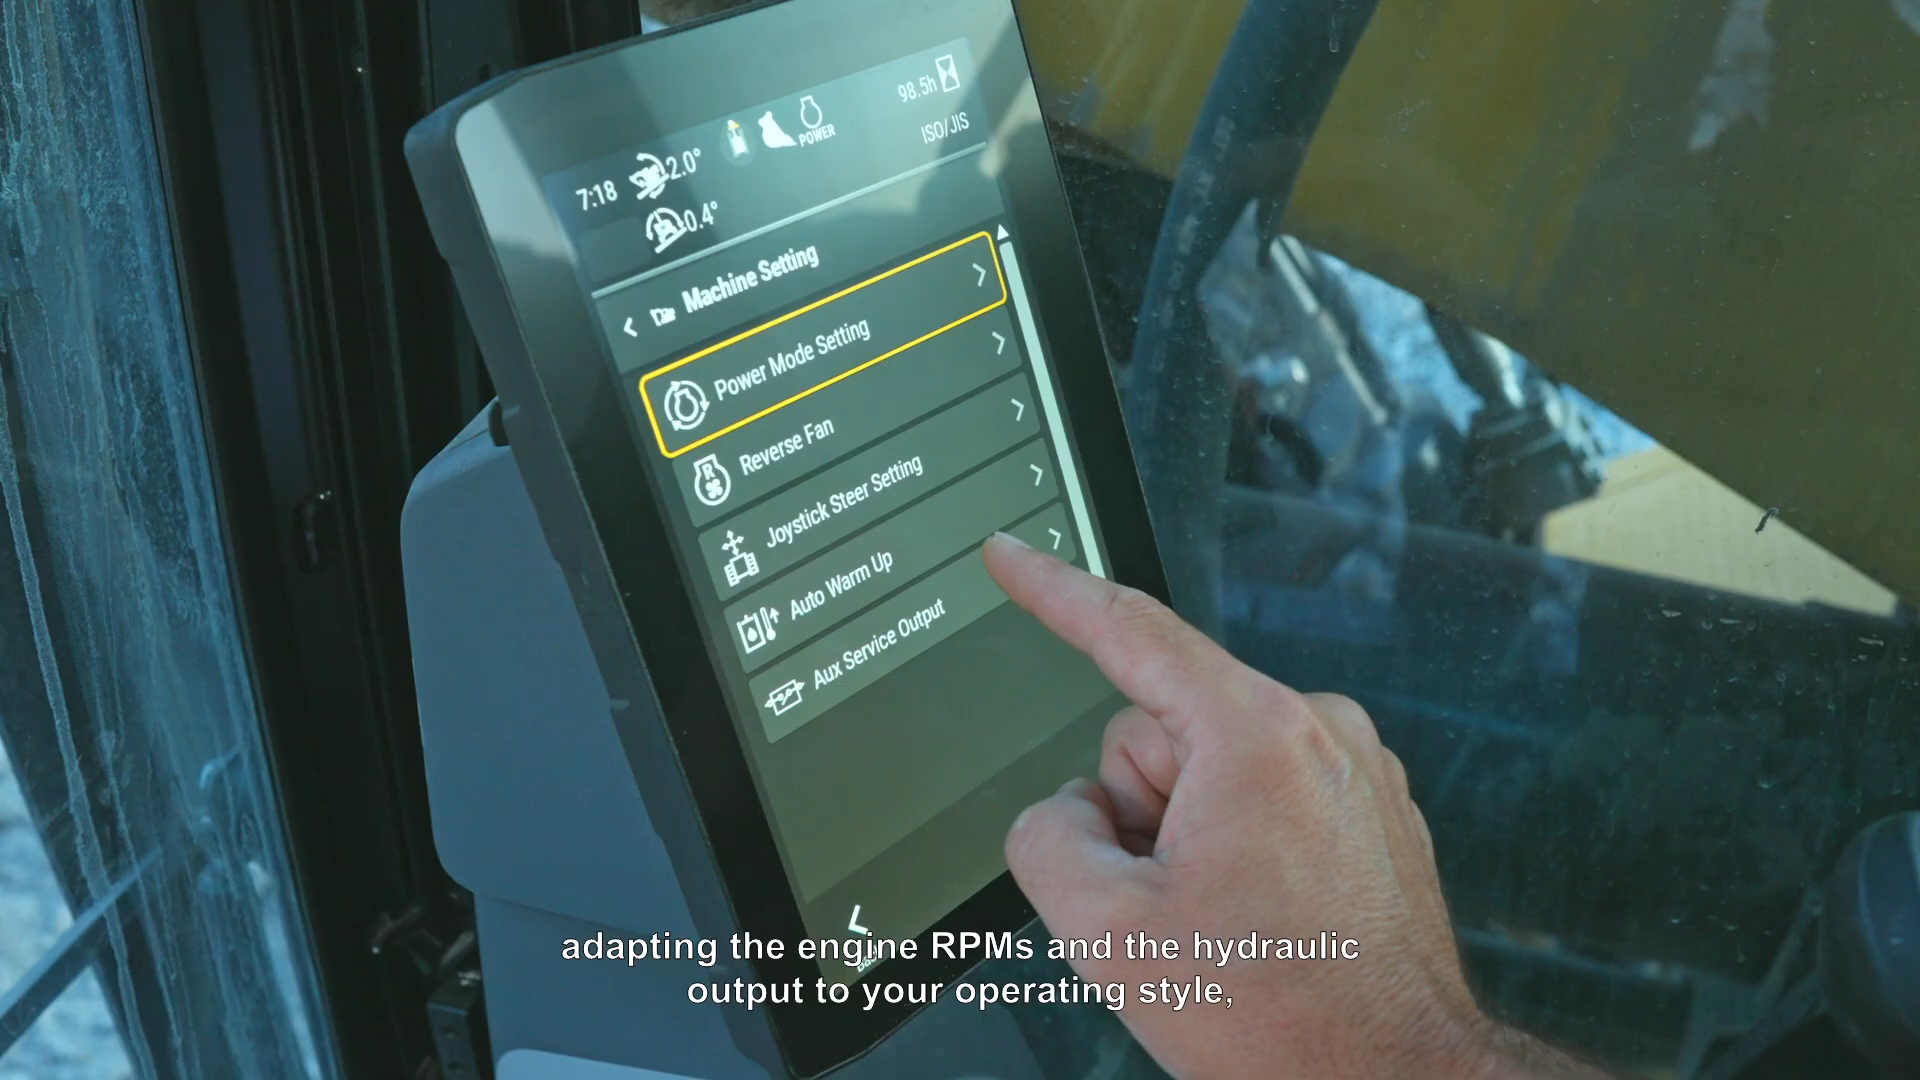 7:18
2.0°
0.4°
POWER
98.5h
ISO/JIS
Machine Setting
Power Mode Setting
R
Reverse Fan
Joystick Steer Setting
Auto Warm Up
Aux Service Output
adapting the engine RPMs and the hydraulic
output to your operating style,